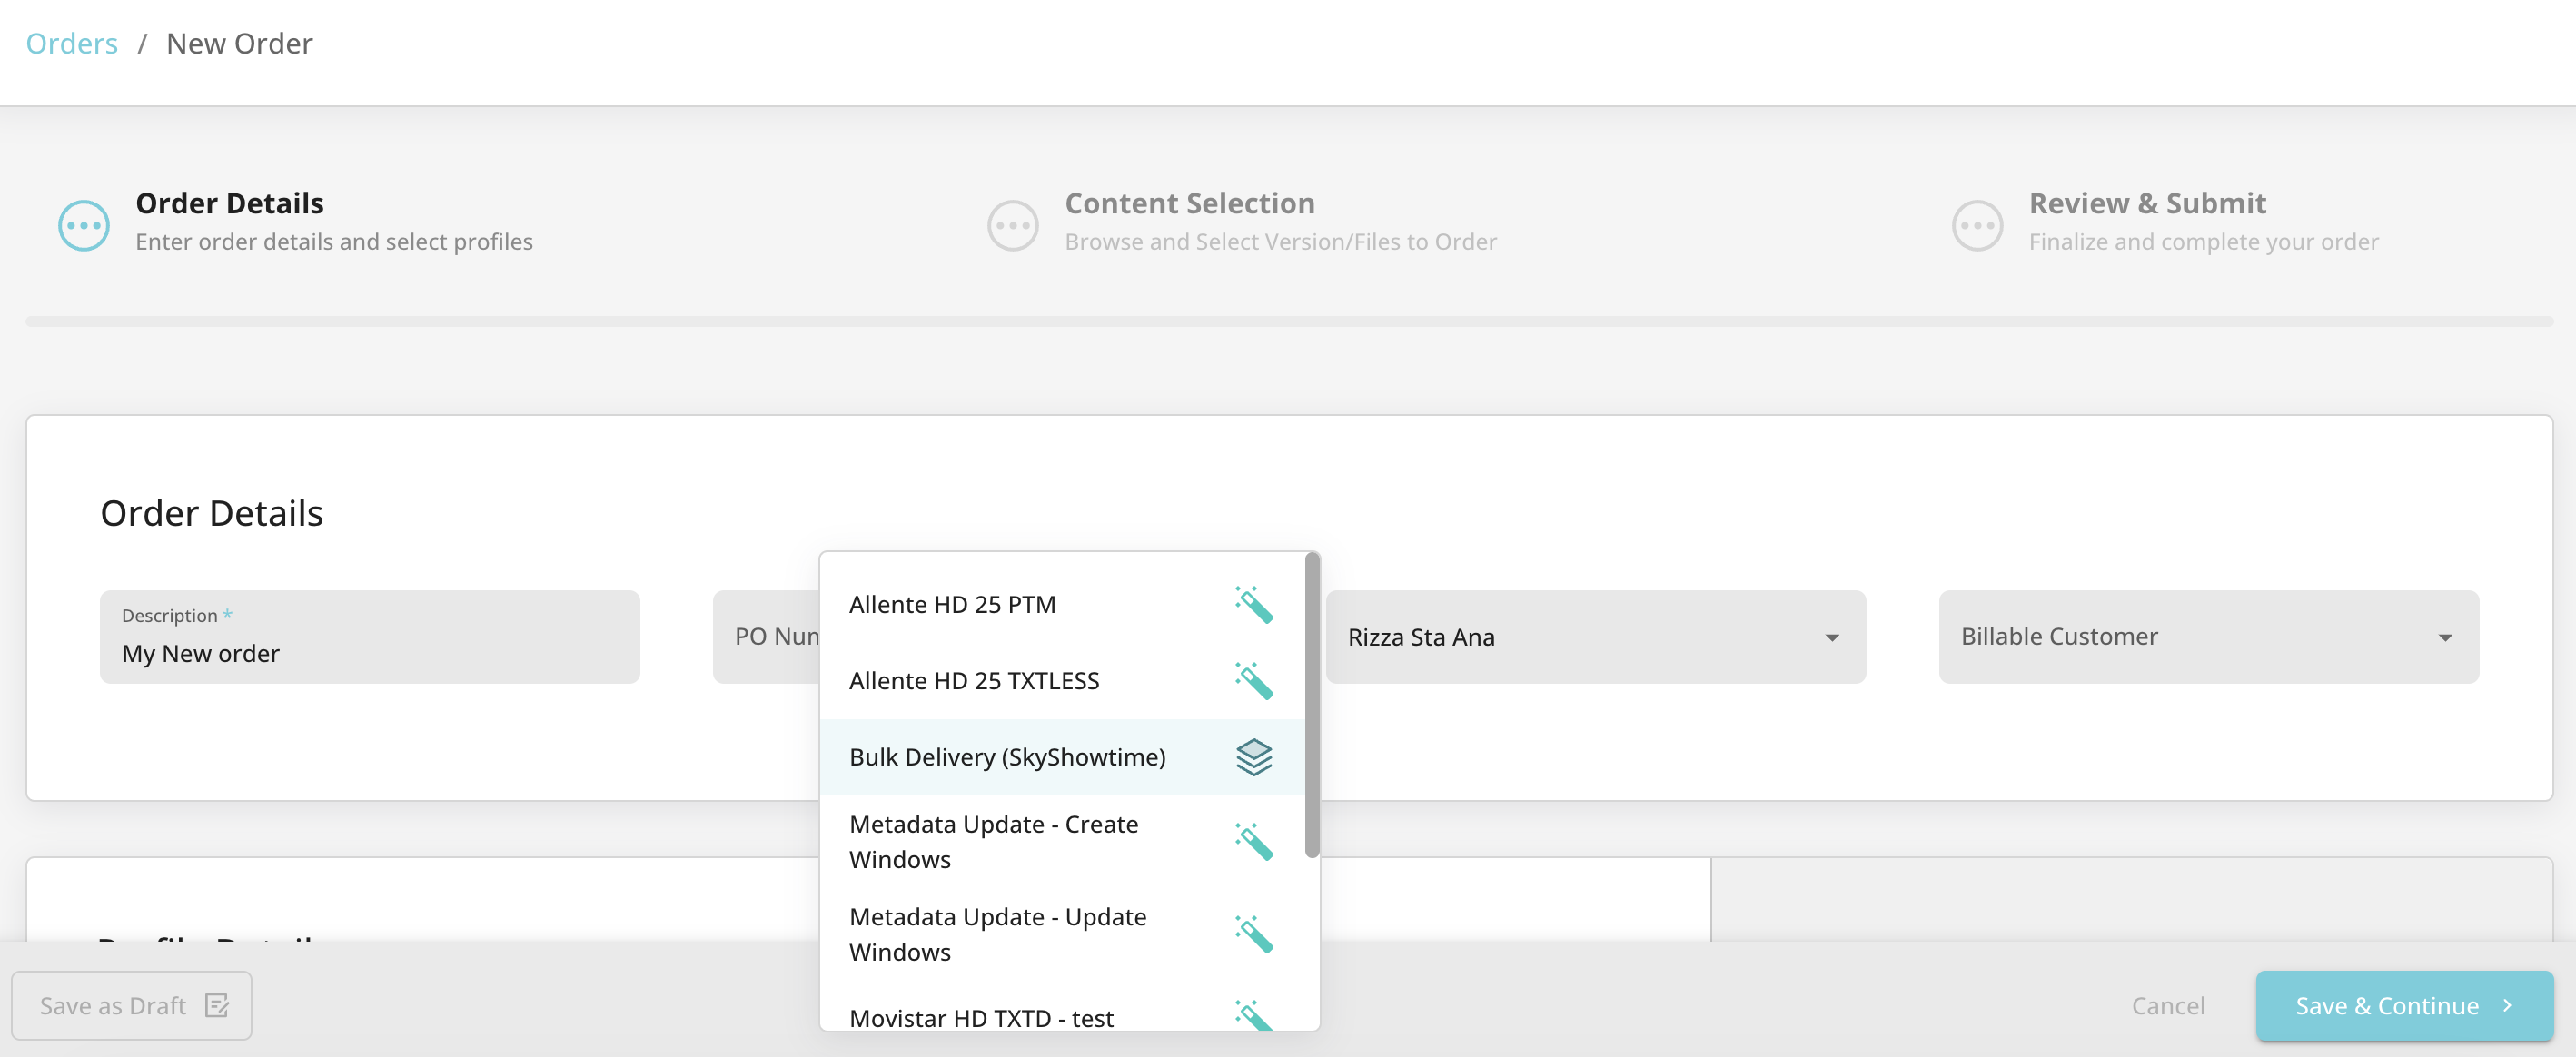 Orders / New Order
Order Details
Enter order details and select profiles
Content Selection
Browse and Select Version/Files to Order
Review & Submit
Finalize and complete your order
Order Details
Description *
My New order
PO
Rizza Sta Ana
Billable Customer
Allente HD 25 PTM
Allente HD 25 TXTLESS
Bulk Delivery (SkyShowtime)
Metadata Update - Create
Windows
Metadata Update - Update
Windows
Movistar HD TXTD - test
Save as Draft
Cancel
Save & Continue